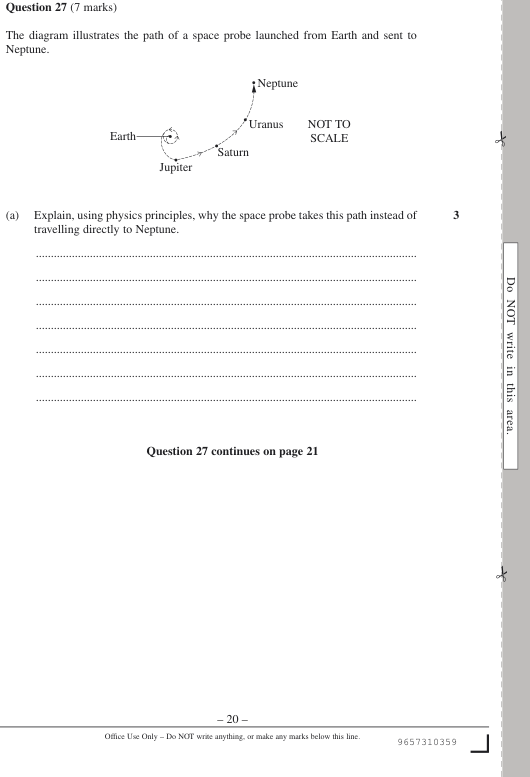 Question 27 (7 marks)
The diagram illustrates the path of a space probe launched from Earth and sent to
Neptune.
Neptune
Uranus
NOT TO
SCALE
Earth
Saturn
Jupiter
(a) Explain, using physics principles, why the space probe takes this path instead of 3
travelling directly to Neptune.
Question 27 continues on page 21
Do NOT write in this area.
– 20 –
Office Use Only – Do NOT write anything, or make any marks below this line.
9657310359